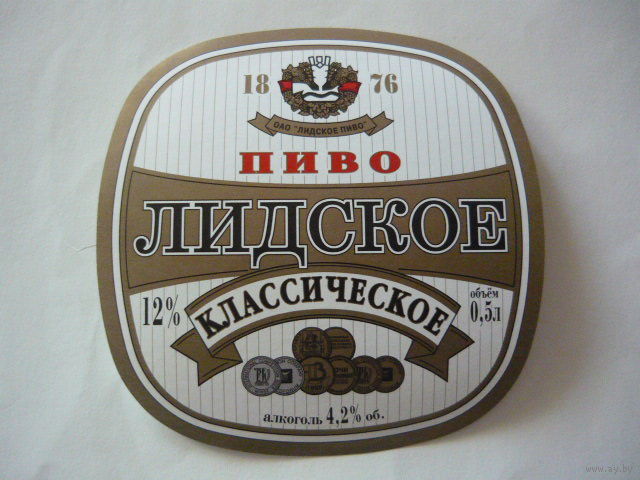 18 76
ОАО "ЛИДСКОЕ ПИВО"
ПИВО
ЛИДСКОЕ
КЛАССИЧЕСКОЕ
12%
объём
0,5л
алкоголь 4,2% об.
www.ay.by